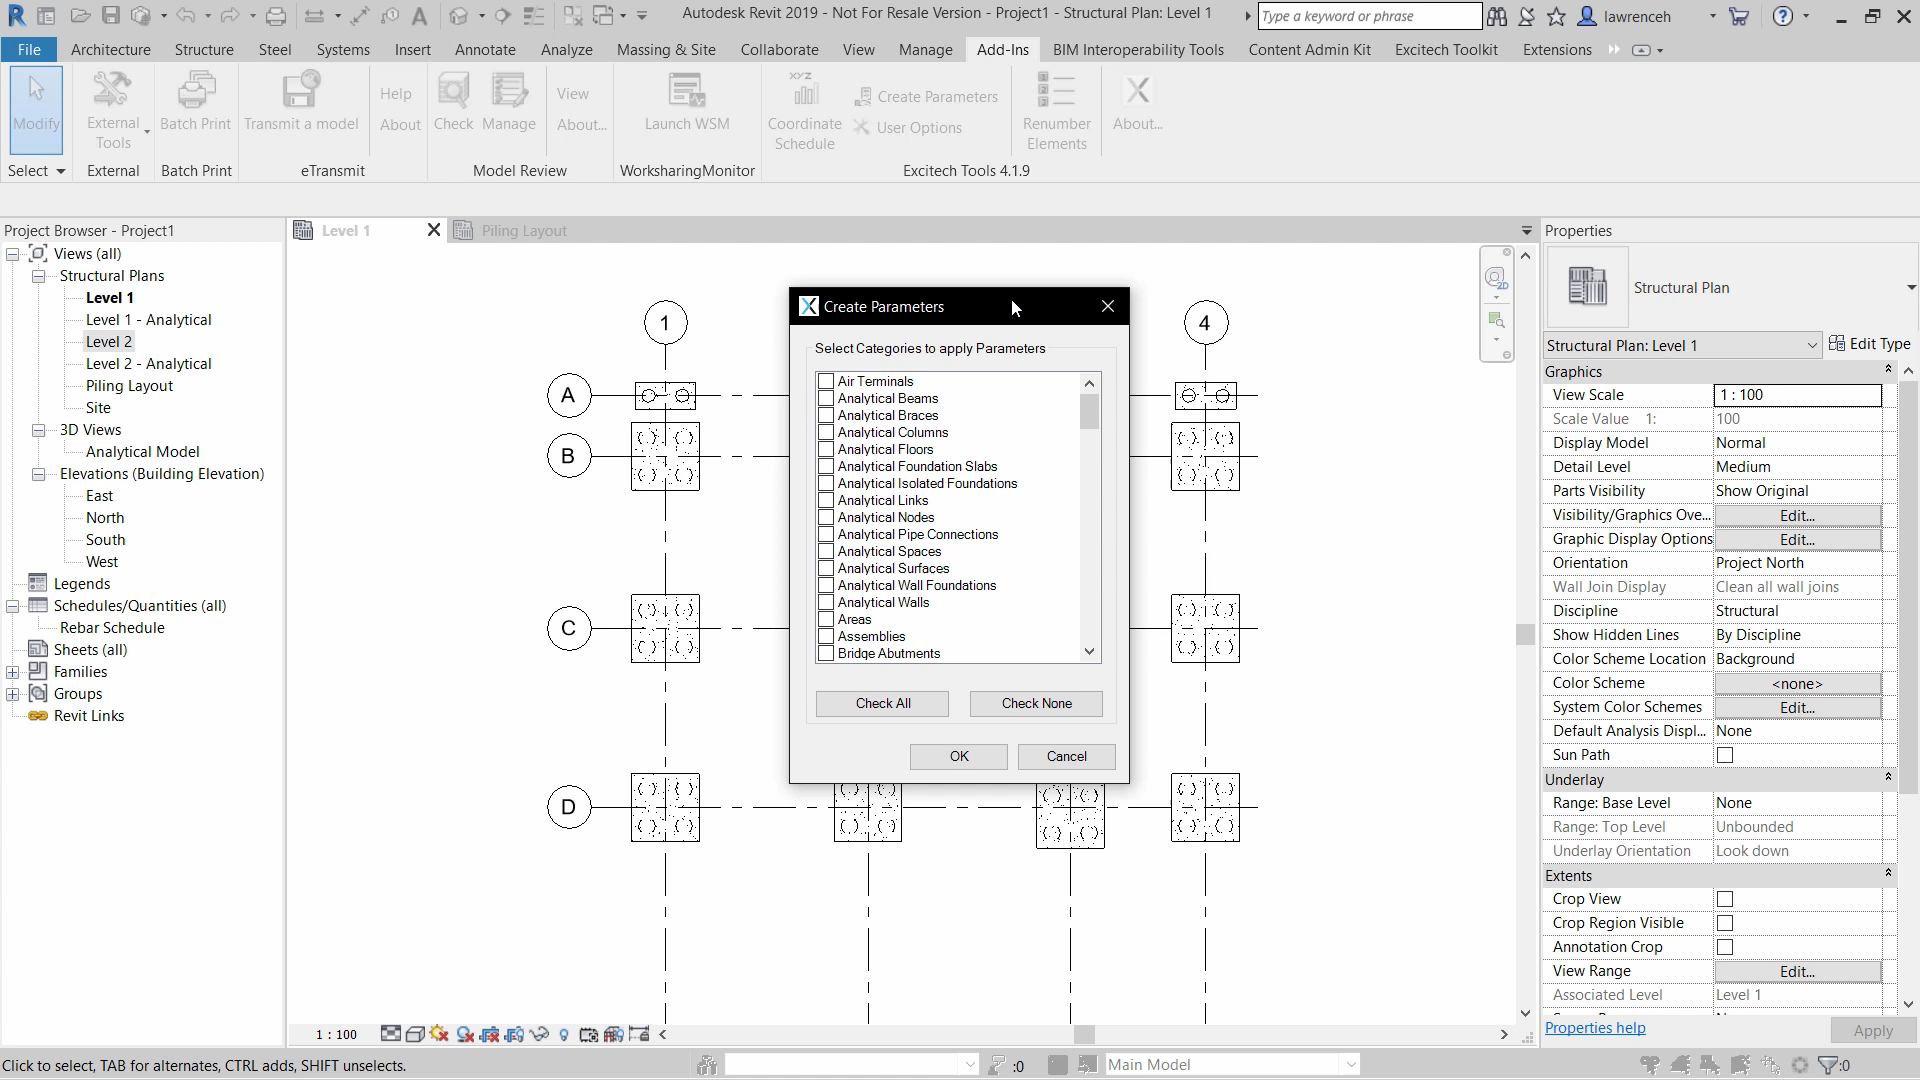 Autodesk Revit 2019 - Not For Resale Version - Project1 - Structural Plan: Level 1
Type a keyword or phrase
lawrenceh
File Architecture Structure Steel Systems Insert Annotate Analyze Massing & Site Collaborate View Manage Add-Ins BIM Interoperability Tools Content Admin Kit Excitech Toolkit Extensions
Modify
External Tools
Batch Print
Transmit a model
Help
About
Check
Manage
View
About...
Launch WSM
XYZ
Coordinate Schedule
Create Parameters
User Options
Renumber Elements
About...
Select
External
Batch Print
eTransmit
Model Review
WorksharingMonitor
Excitech Tools 4.1.9
Project Browser - Project1
Views (all)
Structural Plans
Level 1
Level 1 - Analytical
Level 2
Level 2 - Analytical
Piling Layout
Site
3D Views
Analytical Model
Elevations (Building Elevation)
East
North
South
West
Legends
Schedules/Quantities (all)
Rebar Schedule
Sheets (all)
Families
Groups
Revit Links
Level 1
Piling Layout
1
4
A
B
C
D
2D
Create Parameters
Select Categories to apply Parameters
Air Terminals
Analytical Beams
Analytical Braces
Analytical Columns
Analytical Floors
Analytical Foundation Slabs
Analytical Isolated Foundations
Analytical Links
Analytical Nodes
Analytical Pipe Connections
Analytical Spaces
Analytical Surfaces
Analytical Wall Foundations
Analytical Walls
Areas
Assemblies
Bridge Abutments
Check All
Check None
OK
Cancel
Properties
Structural Plan
Structural Plan: Level 1
Edit Type
Graphics
View Scale 1 : 100
Scale Value 1: 100
Display Model Normal
Detail Level Medium
Parts Visibility Show Original
Visibility/Graphics Ove... Edit...
Graphic Display Options Edit...
Orientation Project North
Wall Join Display Clean all wall joins
Discipline Structural
Show Hidden Lines By Discipline
Color Scheme Location Background
Color Scheme <none>
System Color Schemes Edit...
Default Analysis Displ... None
Sun Path
Underlay
Range: Base Level None
Range: Top Level Unbounded
Underlay Orientation Look down
Extents
Crop View
Crop Region Visible
Annotation Crop
View Range Edit...
Associated Level Level 1
Properties help
Apply
1 : 100
Click to select, TAB for alternates, CTRL adds, SHIFT unselects.
:0
Main Model
:0